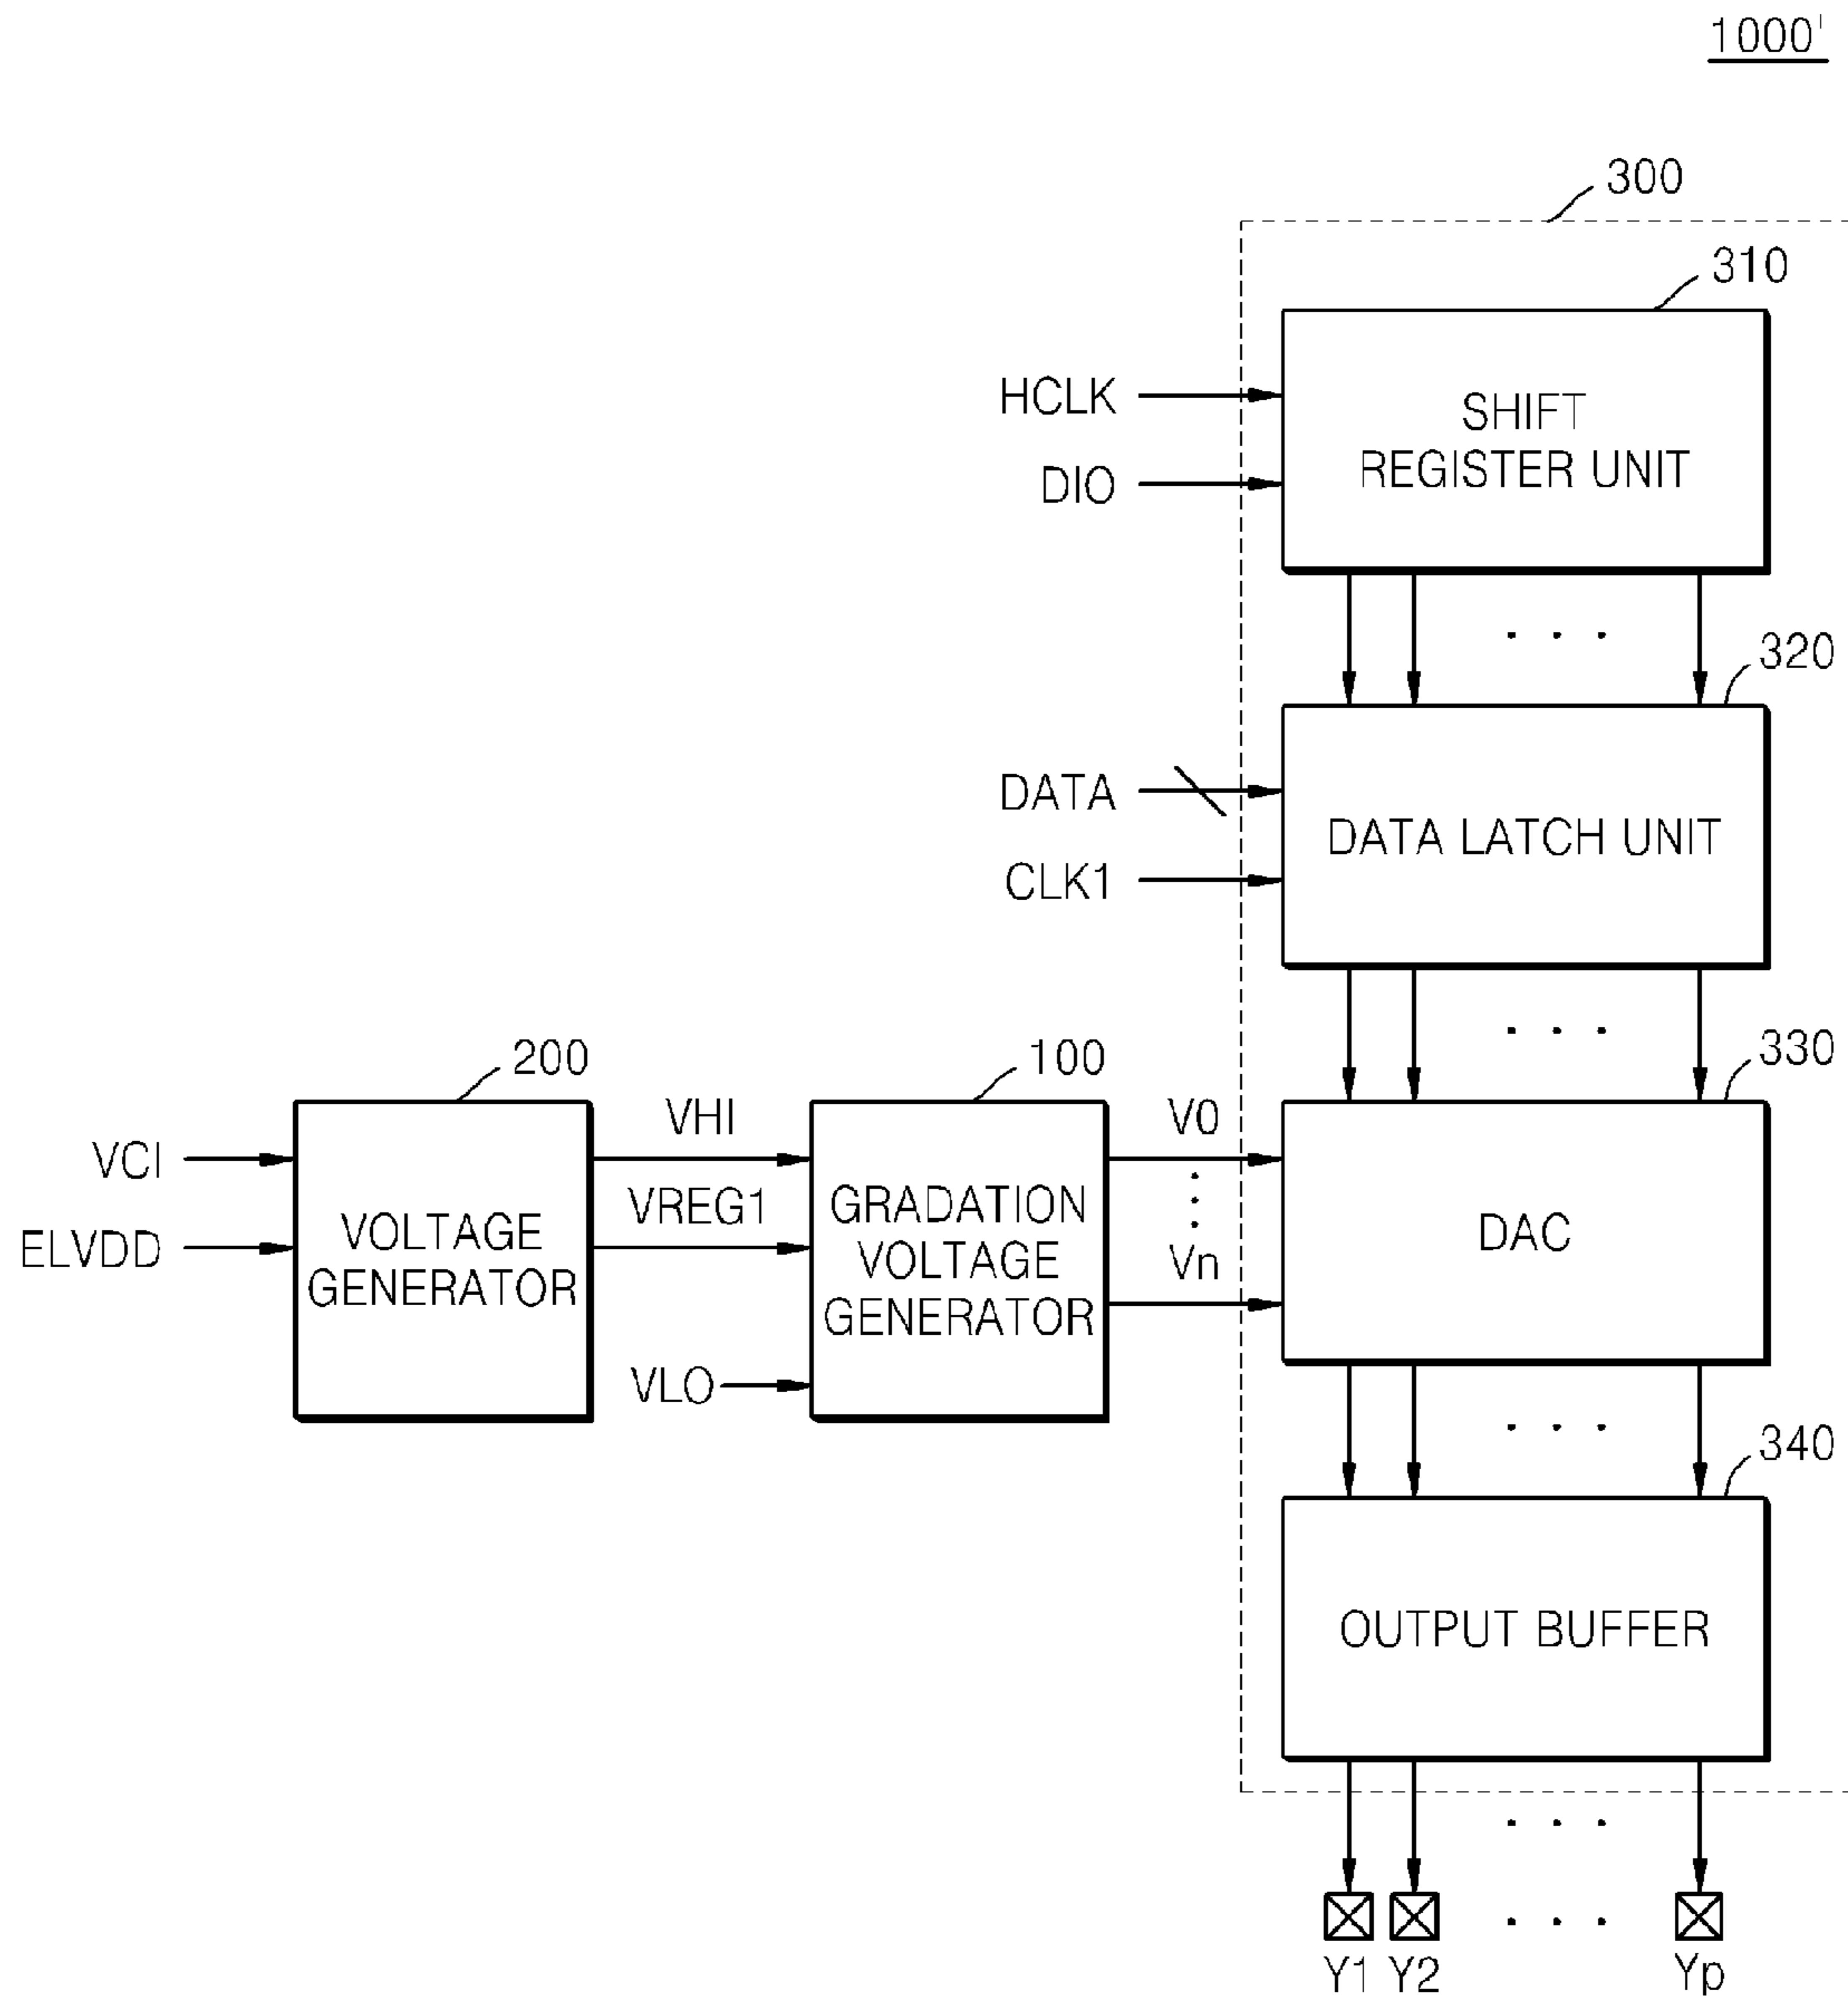 1000'
300
310
HCLK
DIO
SHIFT
REGISTER UNIT
320
DATA
CLK1
DATA LATCH UNIT
200
100
330
VCI
ELVDD
VOLTAGE
GENERATOR
VHI
VREG1
VLO
GRADATION
VOLTAGE
GENERATOR
V0
Vn
DAC
340
OUTPUT BUFFER
Y1 Y2 Yp